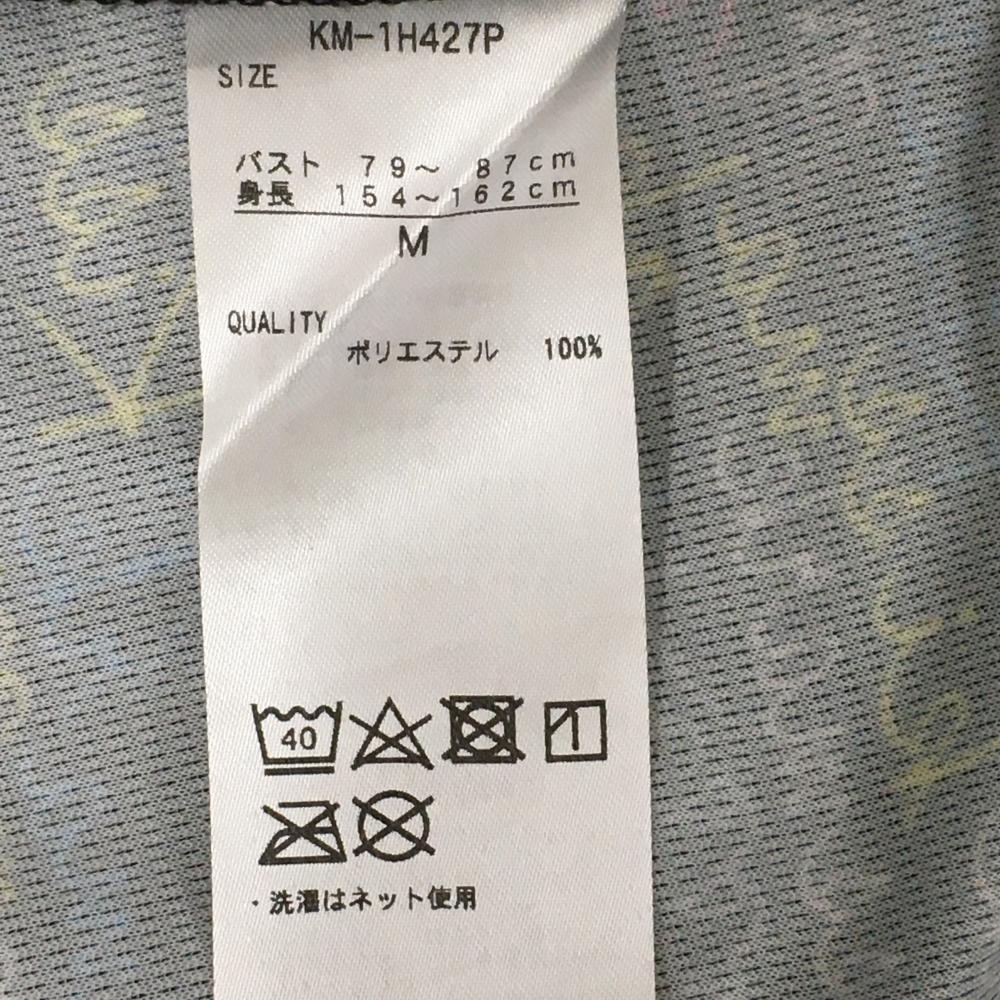 KM-1H427P
SIZE
バスト 79～ 87cm
身長 154～162cm
M
QUALITY
ポリエステル 100%
40
・洗濯はネット使用